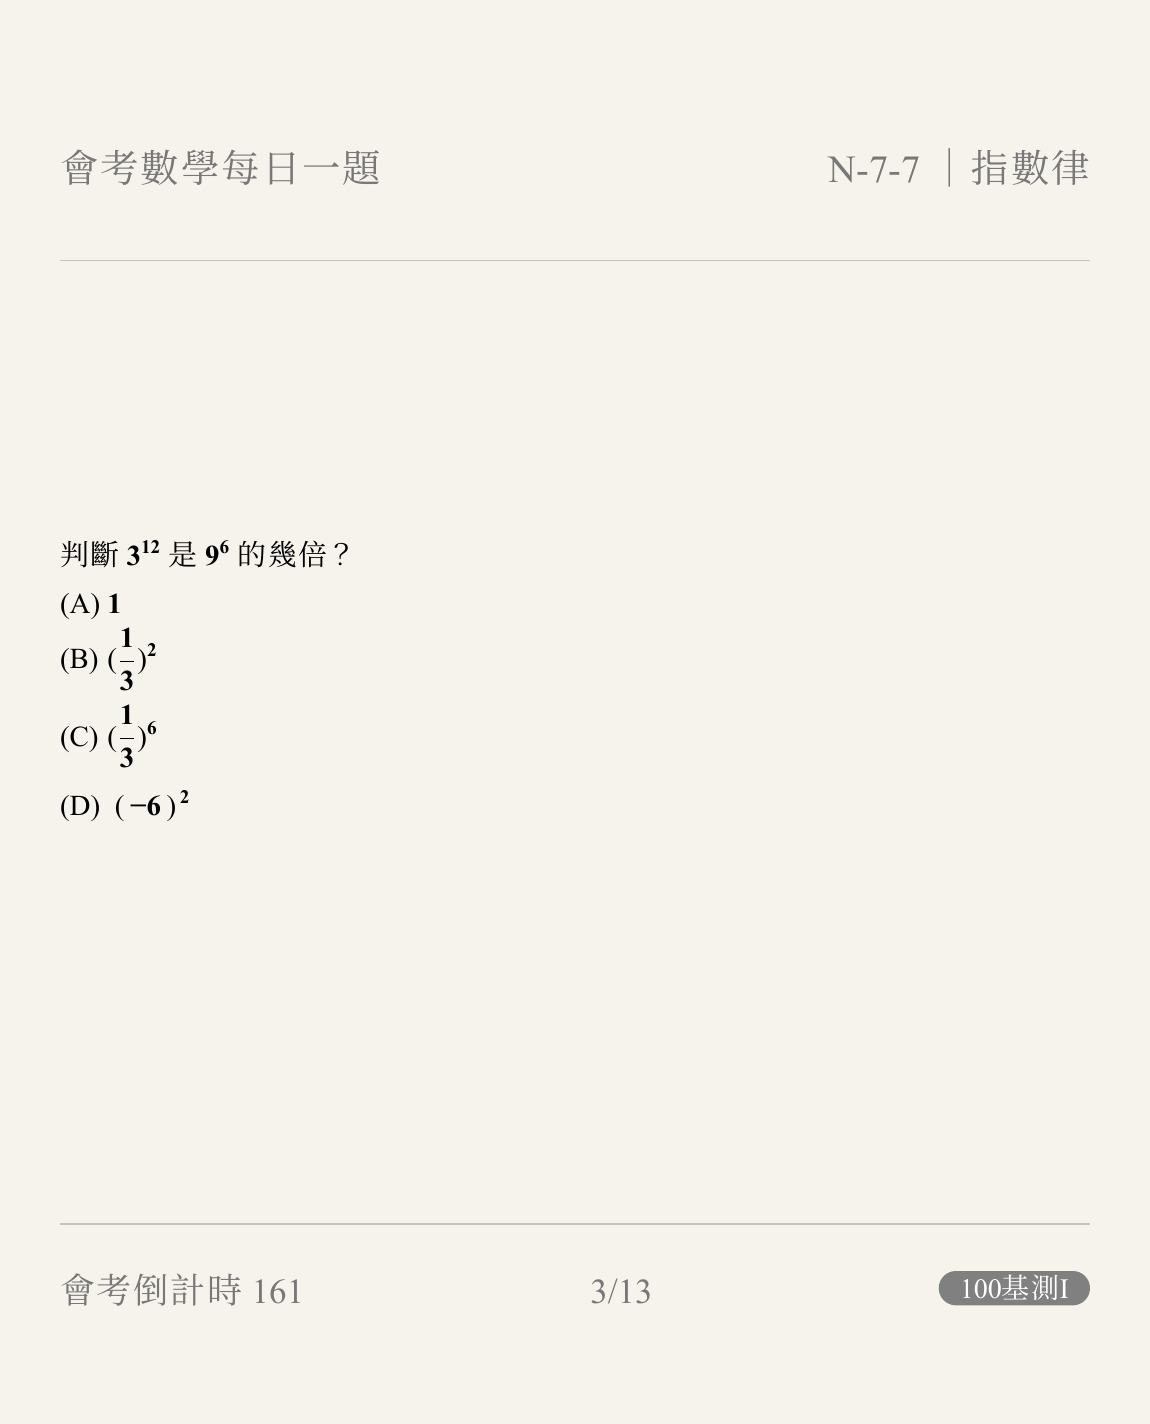 會考數學每日一題
N-7-7 ｜指數律
判斷 3¹² 是 9⁶ 的幾倍？
(A) 1
(B) (1/3)²
(C) (1/3)⁶
(D) (−6)²
會考倒計時 161
3/13
100基測I